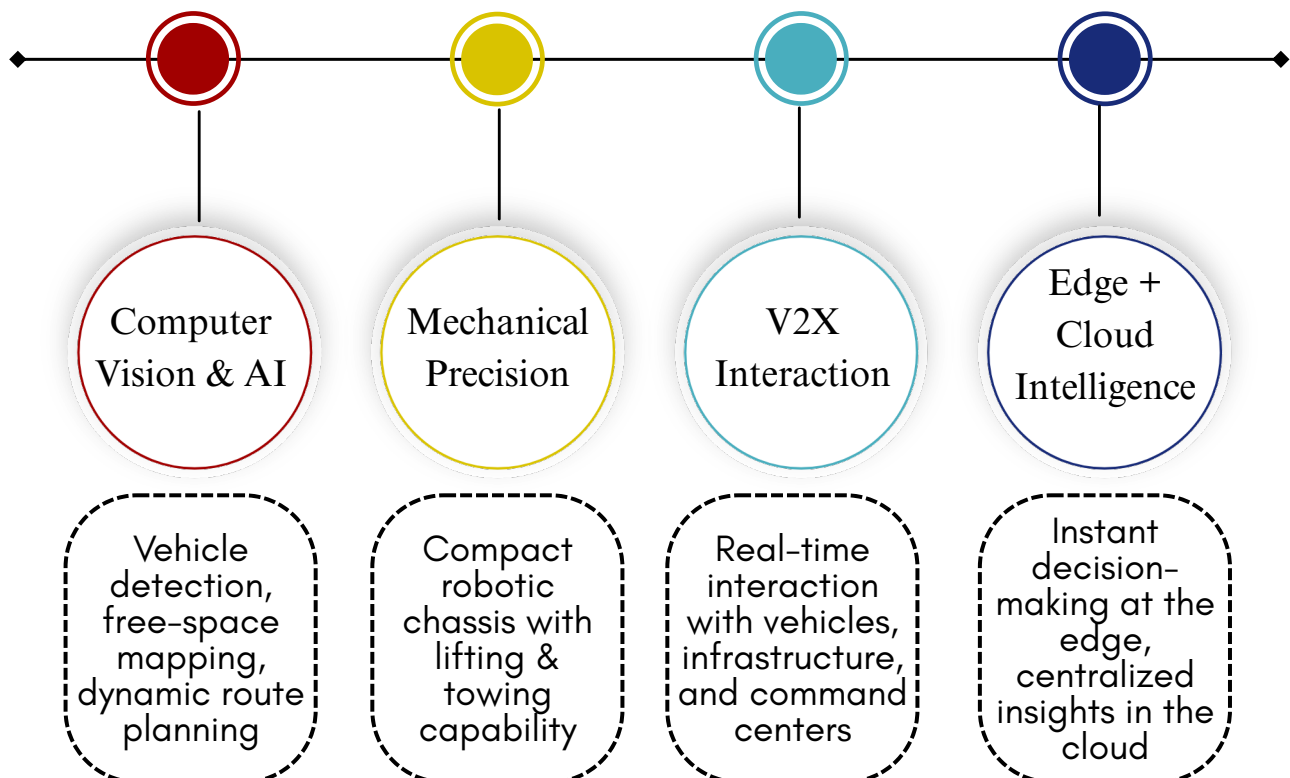 Computer
Vision & AI
Mechanical
Precision
V2X
Interaction
Edge +
Cloud
Intelligence
Vehicle
detection,
free-space
mapping,
dynamic route
planning
Compact
robotic
chassis with
lifting &
towing
capability
Real-time
interaction
with vehicles,
infrastructure,
and command
centers
Instant
decision-
making at the
edge,
centralized
insights in the
cloud